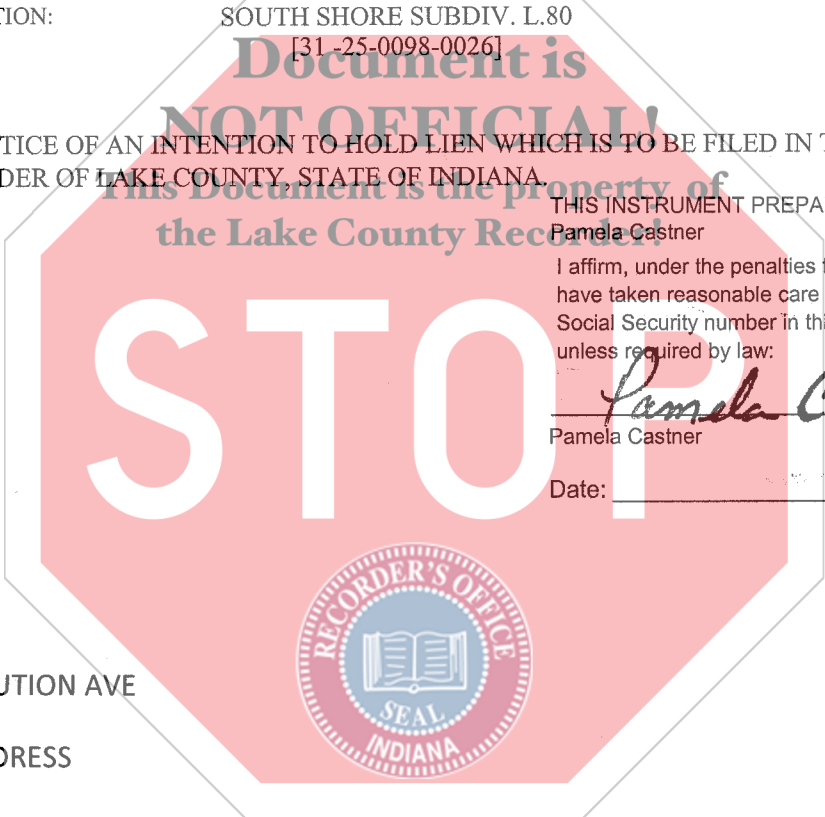 TION: SOUTH SHORE SUBDIV. L.80
[31 -25-0098-0026]
Document is
NOT OFFICIAL!
TICE OF AN INTENTION TO HOLD LIEN WHICH IS TO BE FILED IN T
DER OF LAKE COUNTY, STATE OF INDIANA.
This Document is the property of
the Lake County Recorder!
THIS INSTRUMENT PREPA
Pamela Castner
I affirm, under the penalties f
have taken reasonable care
Social Security number in thi
unless required by law:
Pamela C
Pamela Castner
Date:
STOP
RECORDER'S OFFICE
SEAL
INDIANA
UTION AVE
DRESS